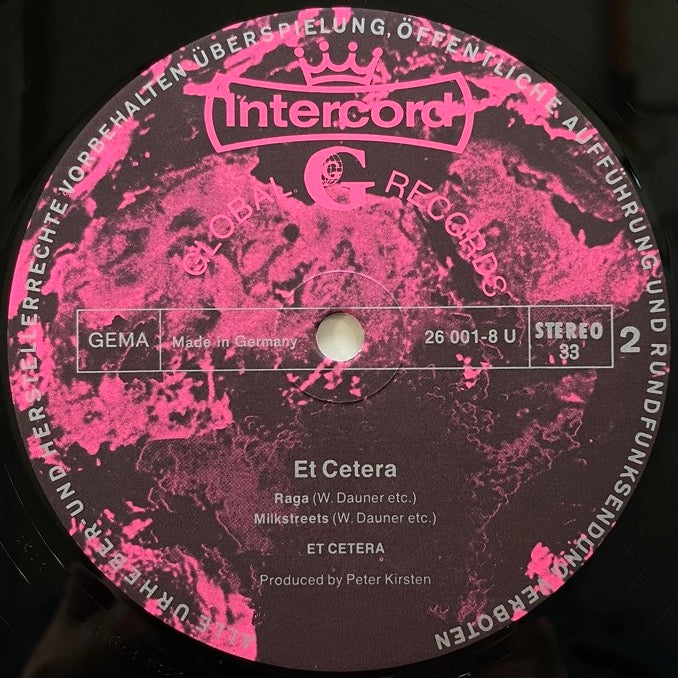 ALLE URHEBER UND HERSTELLERRECHTE VORBEHALTEN ÜBERSPIELUNG, ÖFFENTLICHE AUFFÜHRUNG UND RUNDFUNKSENDUNG VERBOTEN
Intercord
G
GLOBAL RECORDS
GEMA
Made in Germany
26 001-8 U
STEREO
33
2
Et Cetera
Raga (W. Dauner etc.)
Milkstreets (W. Dauner etc.)
ET CETERA
Produced by Peter Kirsten